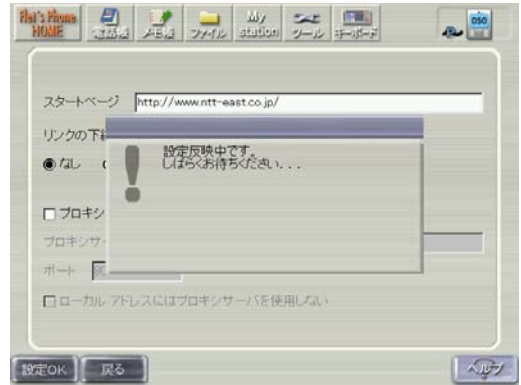 Flet's Phone
HOME
電話帳
メモ帳
ファイル
My
station
ツール
キーボード
050
スタートページ
http://www.ntt-east.co.jp/
リンクの下
なし
設定反映中です。
しばらくお待ちください...
プロキシ
プロキシサ
ポート
ローカル アドレスにはプロキシサーバを使用しない
設定OK
戻る
ヘルプ